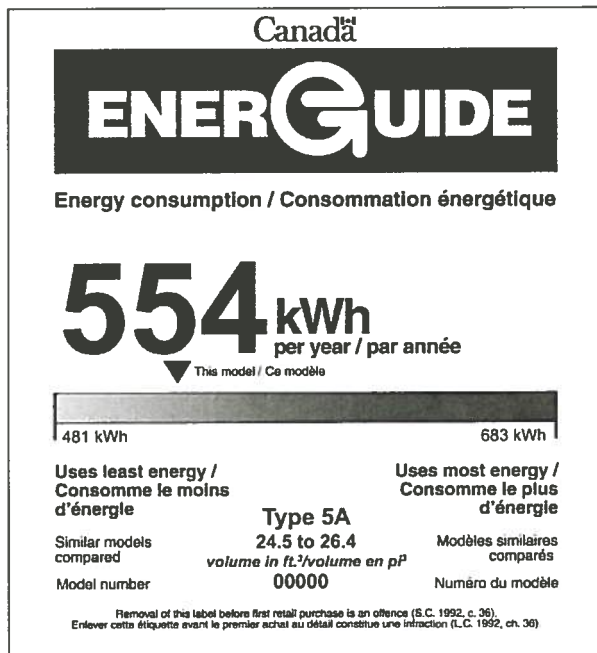 Canada
ENERGUIDE
Energy consumption / Consommation énergétique
554 kWh
per year / par année
This model / Ce modèle
481 kWh 683 kWh
Uses least energy / Uses most energy /
Consomme le moins Consomme le plus
d'énergie d'énergie
Type 5A
Similar models 24.5 to 26.4 Modèles similaires
compared volume in ft.³/volume en pi³ comparés
Model number 00000 Numéro du modèle
Removal of this label before first retail purchase is an offence (S.C. 1992, c. 36).
Enlever cette étiquette avant le premier achat au détail constitue une infraction (L.C. 1992, ch. 36)